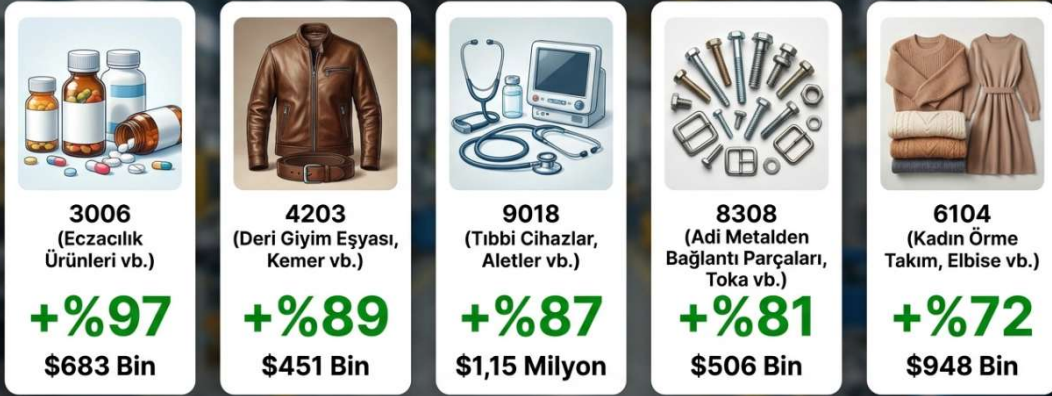 3006
(Eczacılık
Ürünleri vb.)
+%97
$683 Bin
4203
(Deri Giyim Eşyası,
Kemer vb.)
+%89
$451 Bin
9018
(Tıbbi Cihazlar,
Aletler vb.)
+%87
$1,15 Milyon
8308
(Adi Metalden
Bağlantı Parçaları,
Toka vb.)
+%81
$506 Bin
6104
(Kadın Örme
Takım, Elbise vb.)
+%72
$948 Bin